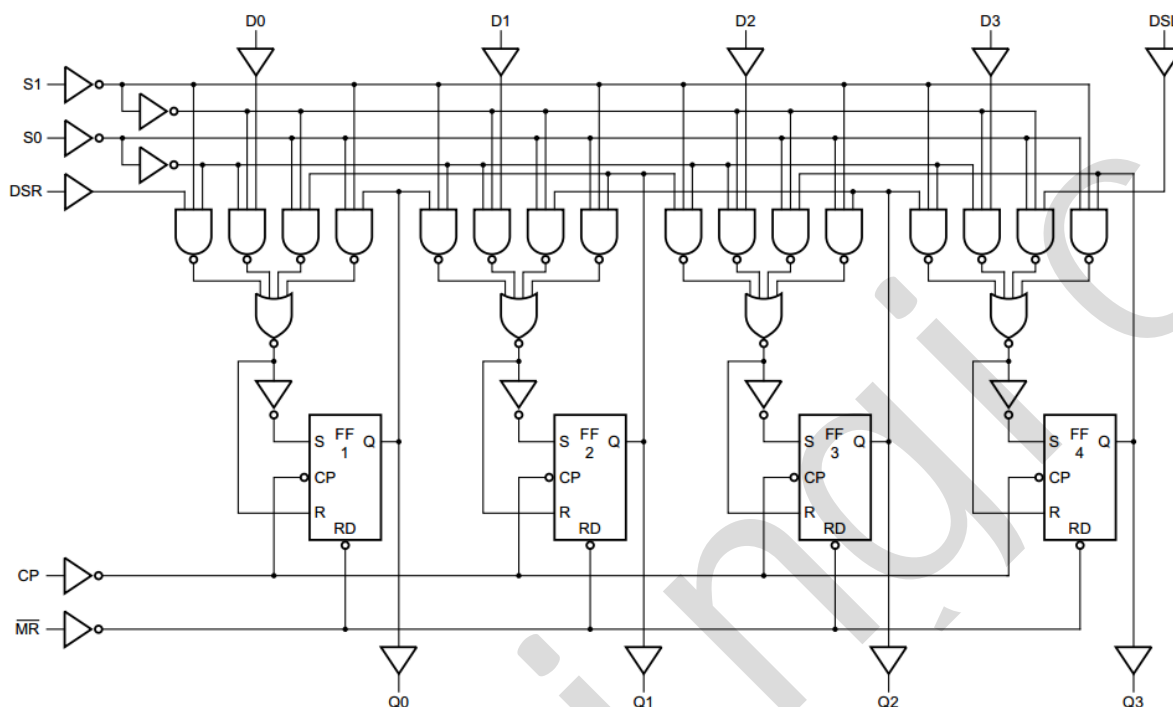 D0 D1 D2 D3 DSL
S1
S0
DSR
S FF Q S FF Q S FF Q S FF Q
1 2 3 4
CP CP CP CP
R R R R
RD RD RD RD
CP
MR
Q0 Q1 Q2 Q3